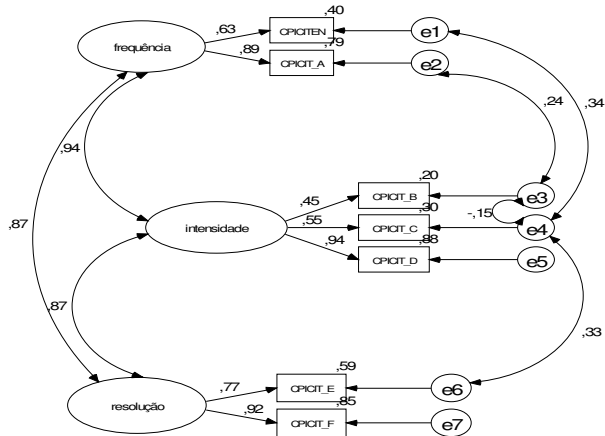 ,40
,63
CPICITEN
e1
frequência
,79
,89
CPICIT_A
e2
,24
,34
,94
,20
,45
CPICIT_B
e3
,30
-,15
,55
CPICIT_C
e4
intensidade
,87
,88
,94
CPICIT_D
e5
,87
,33
,59
,77
CPICIT_E
e6
resolução
,85
,92
CPICIT_F
e7